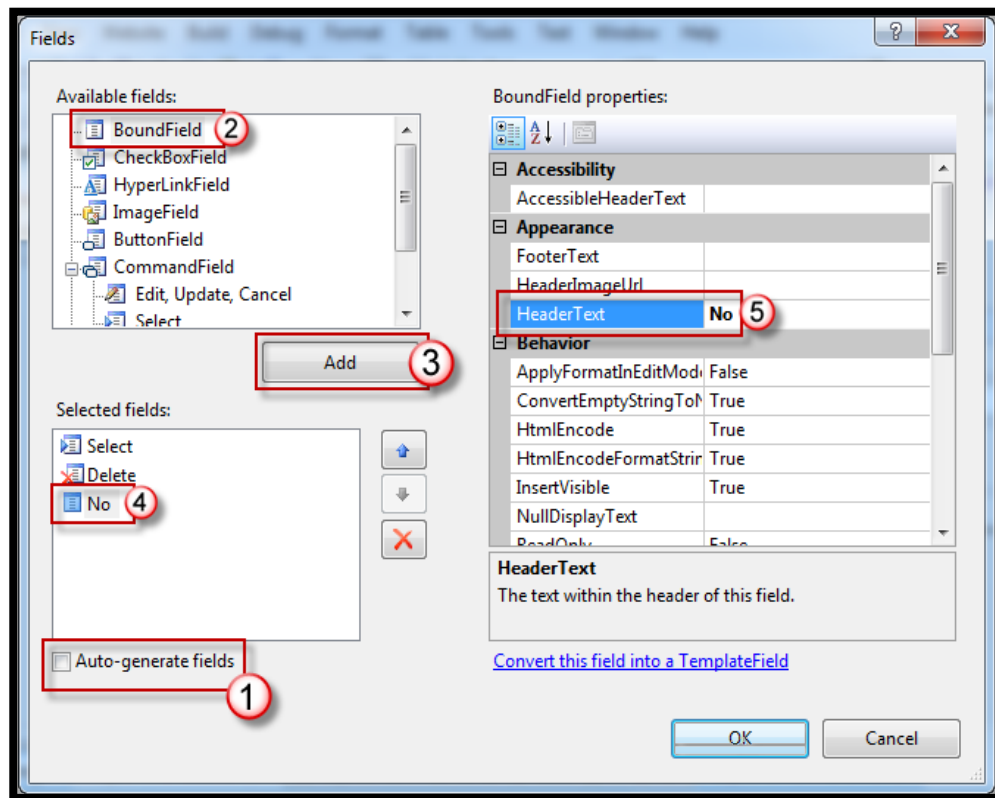 Fields
Available fields:
BoundField 2
CheckBoxField
HyperLinkField
ImageField
ButtonField
CommandField
Edit, Update, Cancel
Select
Add 3
Selected fields:
Select
Delete
No 4
Auto-generate fields
1
BoundField properties:
Accessibility
AccessibleHeaderText
Appearance
FooterText
HeaderImageUrl
HeaderText No 5
Behavior
ApplyFormatInEditMod False
ConvertEmptyStringToN True
HtmlEncode True
HtmlEncodeFormatStrin True
InsertVisible True
NullDisplayText
ReadOnly False
HeaderText
The text within the header of this field.
Convert this field into a TemplateField
OK Cancel